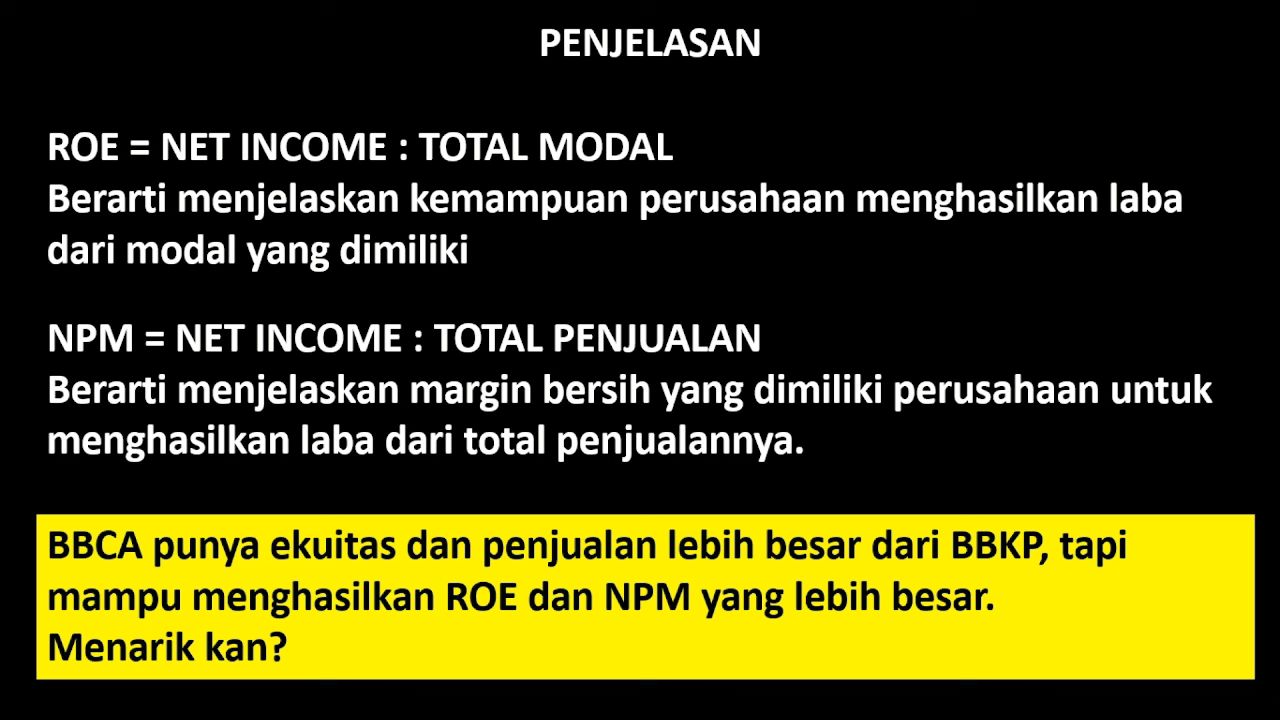 PENJELASAN
ROE = NET INCOME : TOTAL MODAL
Berarti menjelaskan kemampuan perusahaan menghasilkan laba
dari modal yang dimiliki
NPM = NET INCOME : TOTAL PENJUALAN
Berarti menjelaskan margin bersih yang dimiliki perusahaan untuk
menghasilkan laba dari total penjualannya.
BBCA punya ekuitas dan penjualan lebih besar dari BBKP, tapi
mampu menghasilkan ROE dan NPM yang lebih besar.
Menarik kan?